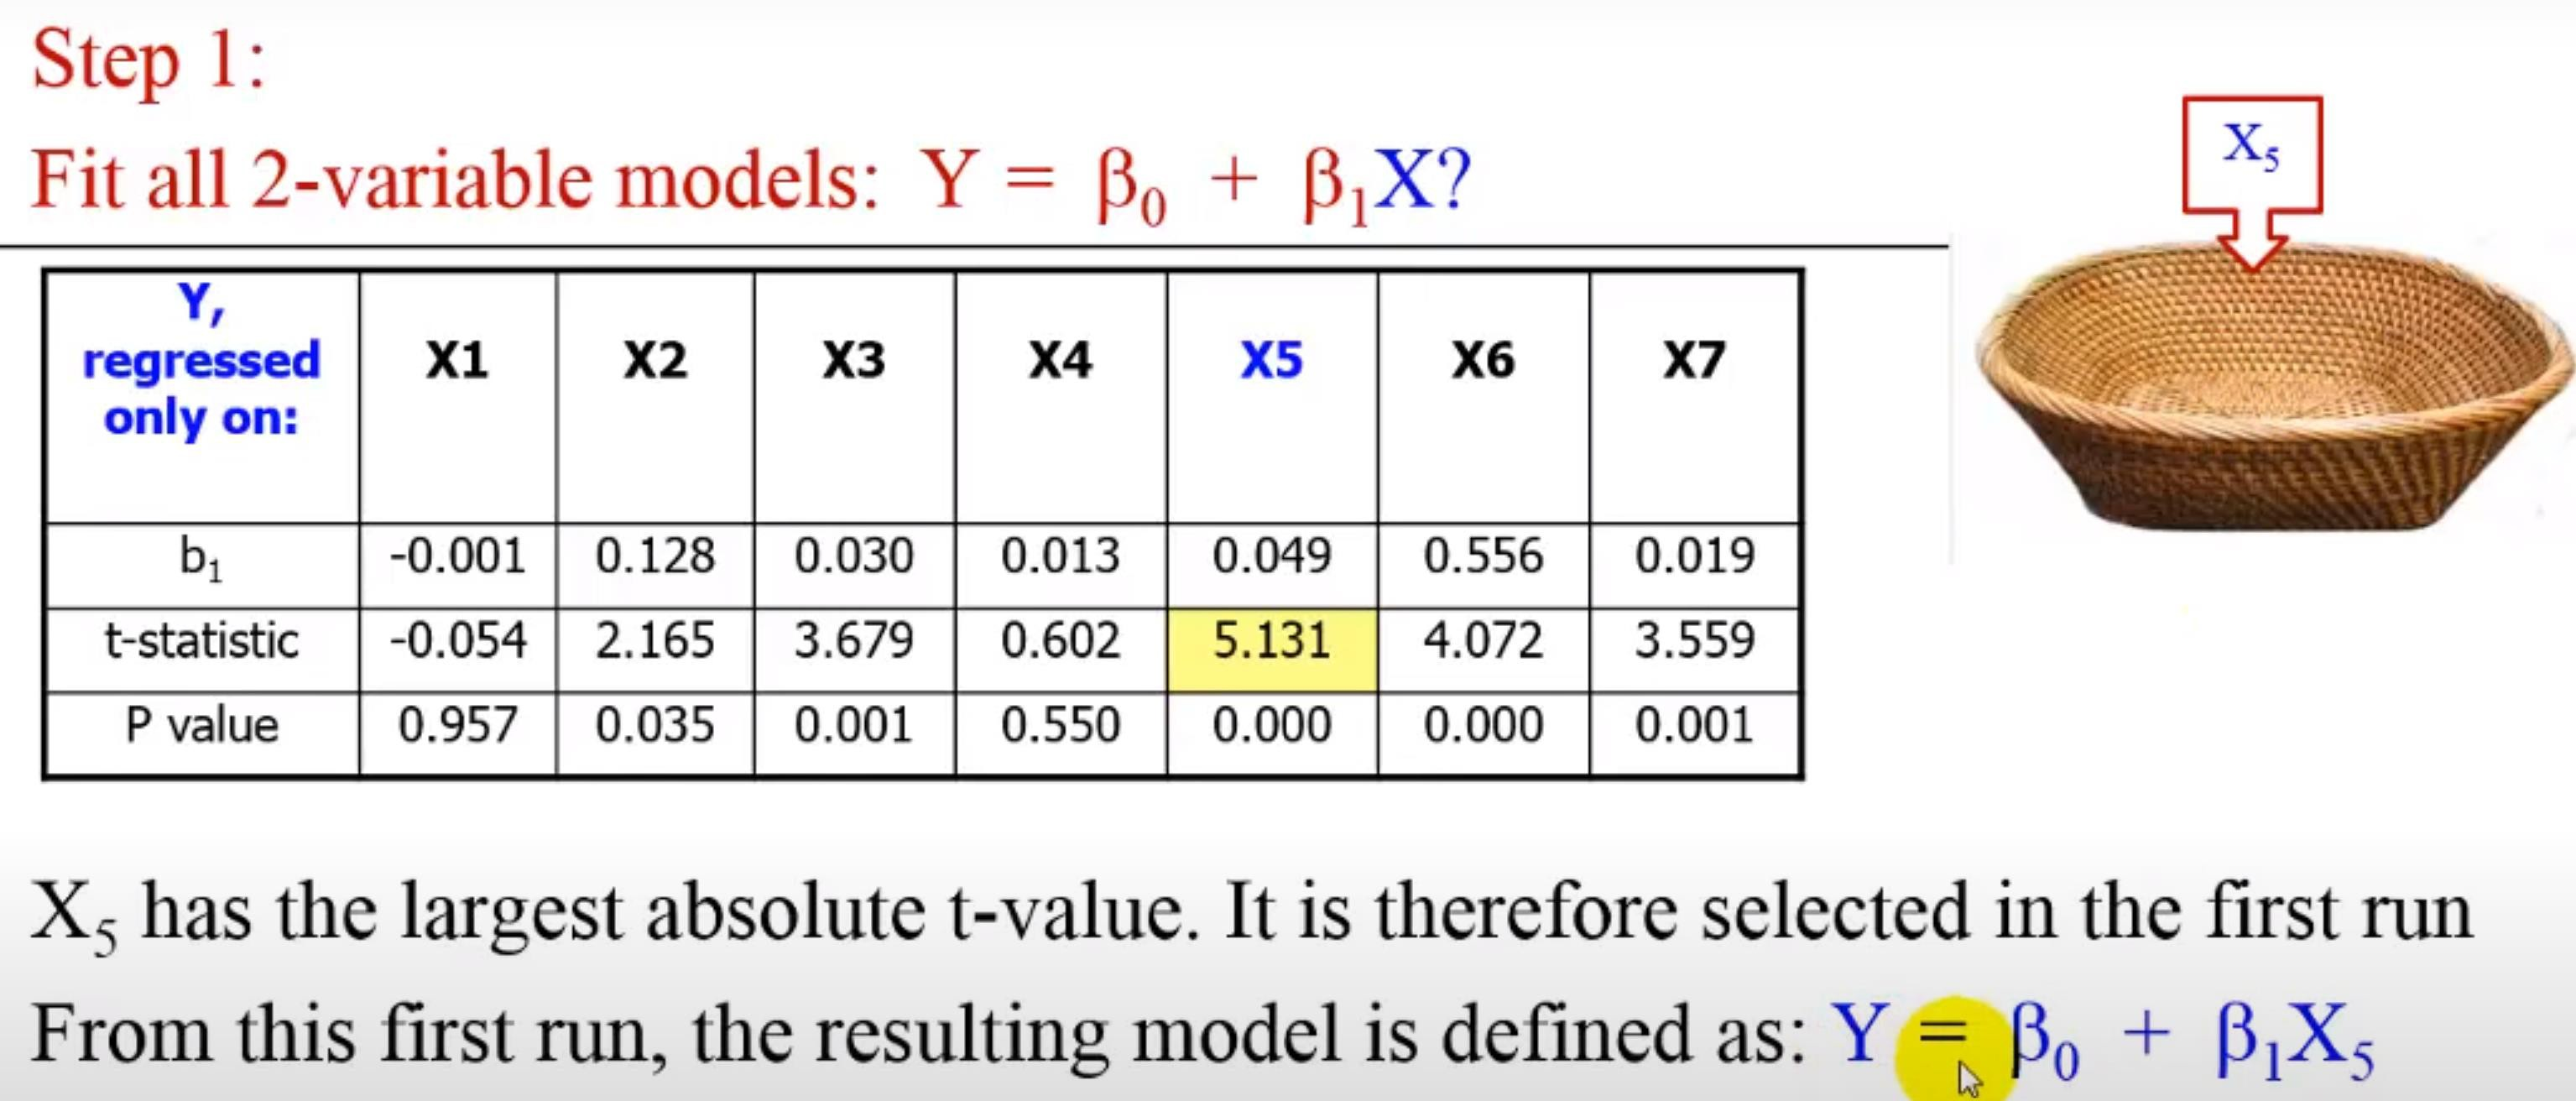 Step 1:
Fit all 2-variable models: Y = β₀ + β₁X?
X₅
Y,
regressed
only on:
X1 X2 X3 X4 X5 X6 X7
b₁ -0.001 0.128 0.030 0.013 0.049 0.556 0.019
t-statistic -0.054 2.165 3.679 0.602 5.131 4.072 3.559
P value 0.957 0.035 0.001 0.550 0.000 0.000 0.001
X₅ has the largest absolute t-value. It is therefore selected in the first run
From this first run, the resulting model is defined as: Y = β₀ + β₁X₅